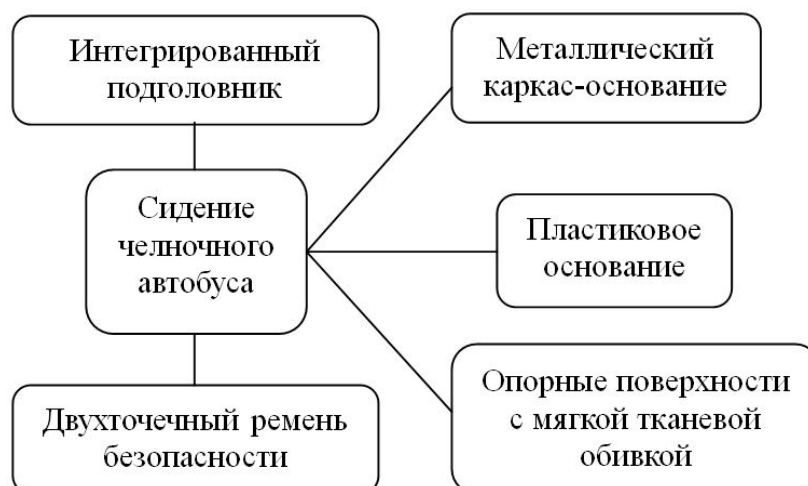 Интегрированный
подголовник
Металлический
каркас-основание
Сидение
челночного
автобуса
Пластиковое
основание
Двухточечный ремень
безопасности
Опорные поверхности
с мягкой тканевой
обивкой